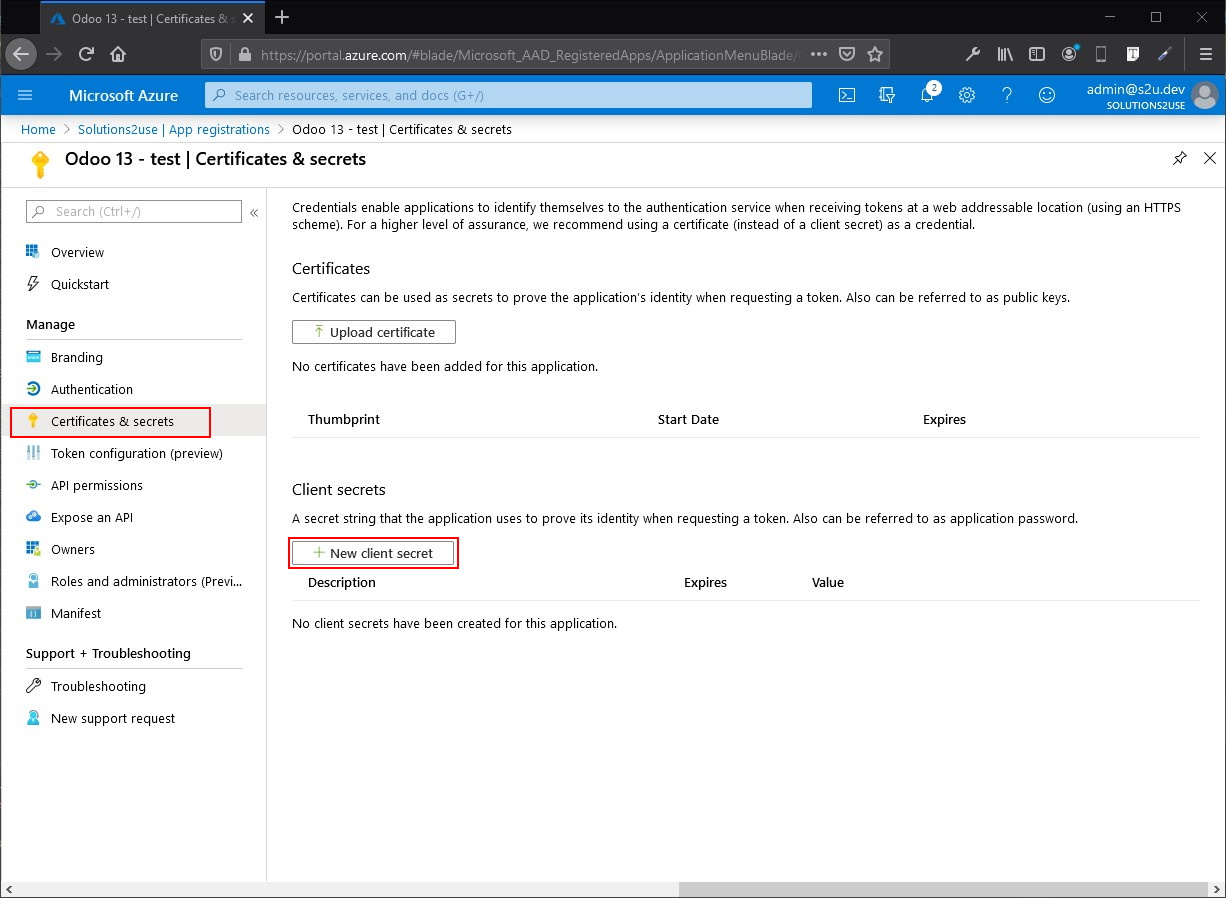 Odoo 13 - test | Certificates & s
https://portal.azure.com/#blade/Microsoft_AAD_RegisteredApps/ApplicationMenuBlade/
Microsoft Azure
Search resources, services, and docs (G+/)
2
admin@s2u.dev
SOLUTIONS2USE
Home > Solutions2use | App registrations > Odoo 13 - test | Certificates & secrets
Odoo 13 - test | Certificates & secrets
Search (Ctrl+/)
«
Overview
Quickstart
Manage
Branding
Authentication
Certificates & secrets
Token configuration (preview)
API permissions
Expose an API
Owners
Roles and administrators (Previ...
Manifest
Support + Troubleshooting
Troubleshooting
New support request
Credentials enable applications to identify themselves to the authentication service when receiving tokens at a web addressable location (using an HTTPS
scheme). For a higher level of assurance, we recommend using a certificate (instead of a client secret) as a credential.
Certificates
Certificates can be used as secrets to prove the application's identity when requesting a token. Also can be referred to as public keys.
Upload certificate
No certificates have been added for this application.
Thumbprint Start Date Expires
Client secrets
A secret string that the application uses to prove its identity when requesting a token. Also can be referred to as application password.
New client secret
Description Expires Value
No client secrets have been created for this application.